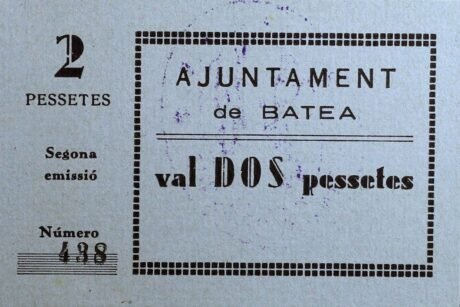 2
PESSETES
Segona
emissió
Número
438
AJUNTAMENT
de BATEA
val DOS pessetes